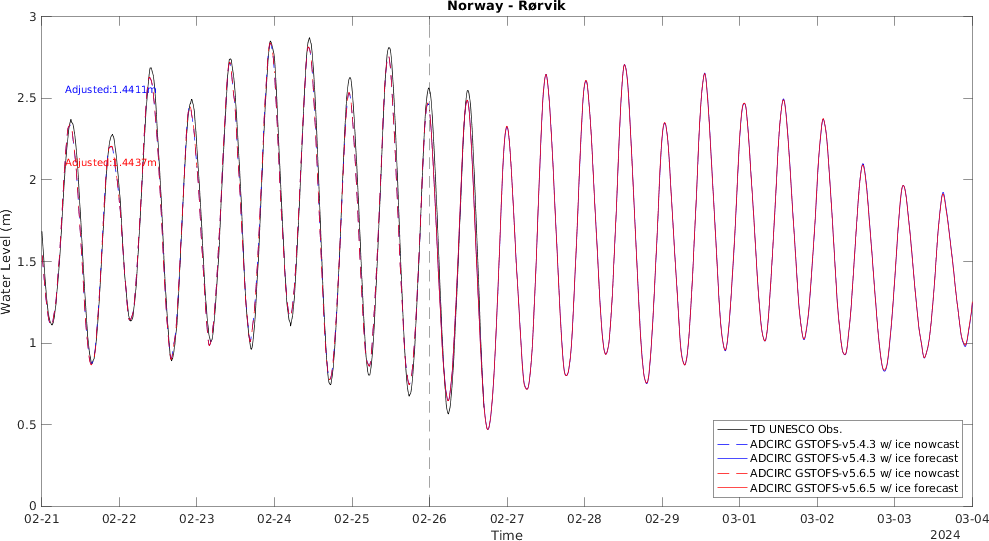 Norway - Rørvik
Water Level (m)
3
2.5
2
1.5
1
0.5
0
Adjusted:1.4411m
Adjusted:1.4437m
TD UNESCO Obs.
ADCIRC GSTOFS-v5.4.3 w/ ice nowcast
ADCIRC GSTOFS-v5.4.3 w/ ice forecast
ADCIRC GSTOFS-v5.6.5 w/ ice nowcast
ADCIRC GSTOFS-v5.6.5 w/ ice forecast
02-21 02-22 02-23 02-24 02-25 02-26 02-27 02-28 02-29 03-01 03-02 03-03 03-04
Time
2024